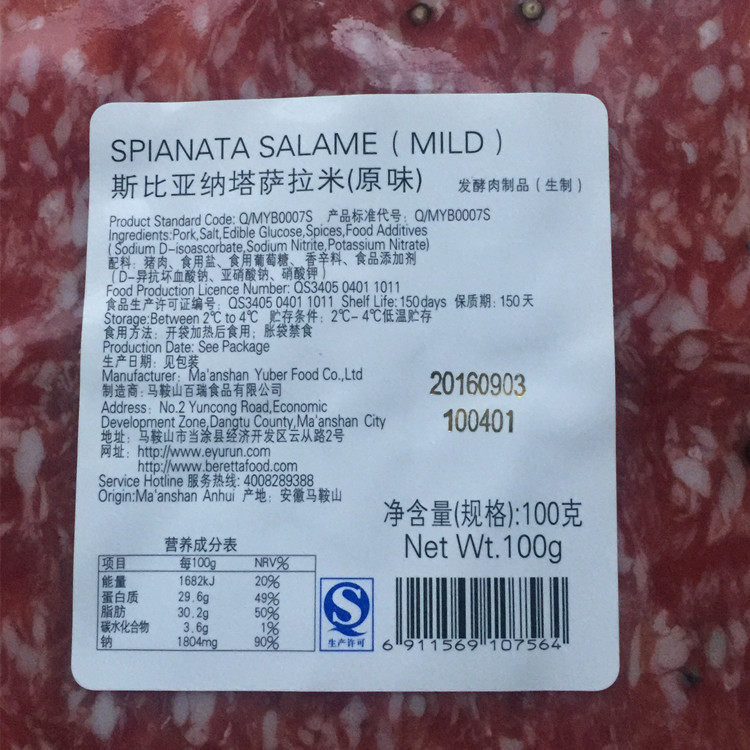 SPIANATA SALAME ( MILD )
斯比亚纳塔萨拉米(原味) 发酵肉制品（生制）
Product Standard Code: Q/MYB0007S 产品标准代号: Q/MYB0007S
Ingredients:Pork,Salt,Edible Glucose,Spices,Food Additives
( Sodium D-isoascorbate,Sodium Nitrite,Potassium Nitrate)
配料: 猪肉、食用盐、食用葡萄糖、香辛料、食品添加剂
（D-异抗坏血酸钠、亚硝酸钠、硝酸钾）
Food Production Licence Number: QS3405 0401 1011
食品生产许可证编号: QS3405 0401 1011 Shelf Life:150days 保质期:150天
Storage:Between 2℃ to 4℃ 贮存条件: 2℃-4℃低温贮存
食用方法: 开袋加热后食用; 胀袋禁食
Production Date: See Package
生产日期: 见包装
Manufacturer: Ma'anshan Yuber Food Co.,Ltd
制造商:马鞍山百瑞食品有限公司
Address: No.2 Yuncong Road,Economic
Development Zone,Dangtu County,Ma'anshan City
地址: 马鞍山市当涂县经济开发区云从路2号
网址: http://www.eyurun.com
http://www.berettafood.com
Service Hotline 服务热线: 4008289388
Origin:Ma'anshan Anhui 产地: 安徽马鞍山
20160903
100401
净含量(规格):100克
Net Wt.100g
营养成分表
项目 每100g NRV%
能量 1682kJ 20%
蛋白质 29.6g 49%
脂肪 30.2g 50%
碳水化合物 3.6g 1%
钠 1804mg 90%
S
生产许可
6 911569 107564